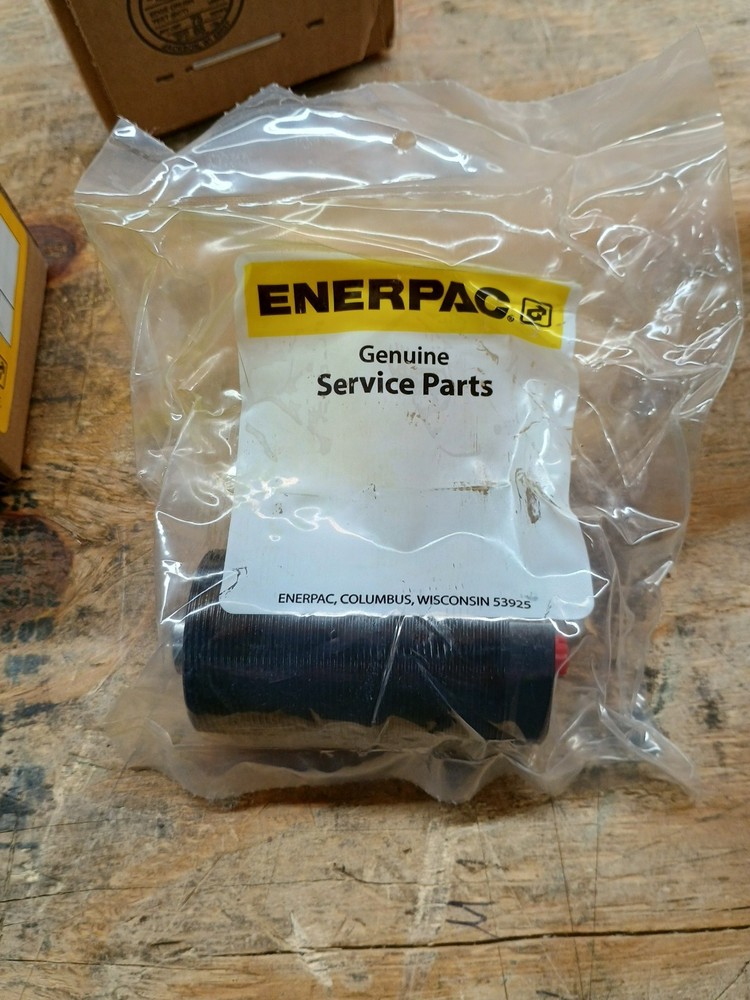 ENERPAC®
Genuine
Service Parts
ENERPAC, COLUMBUS, WISCONSIN 53925